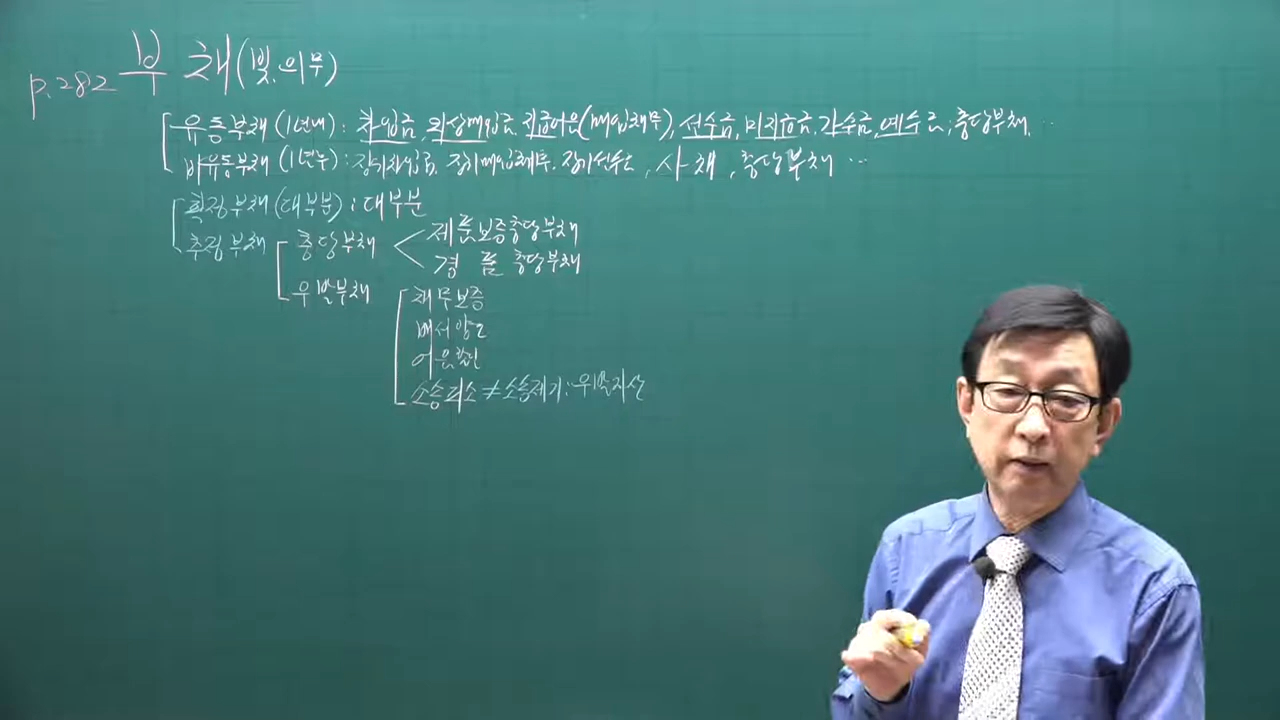 p.282 부 채 (빚, 의무)
유동부채 (1년내) : 차입금, 외상매입금, 지급어음(매입채무), 선수금, 미지급금, 가수금, 예수금, 충당부채 …
비유동부채 (1년후) : 장기차입금, 장기매입채무, 장기선수금, 사채, 충당부채 …
확정부채 (대부분) : 대부분
추정부채
충당부채
제품보증충당부채
경품 충당부채
우발부채
채무보증
배서양도
어음할인
소송피소 ≠ 소송제기 : 우발자산